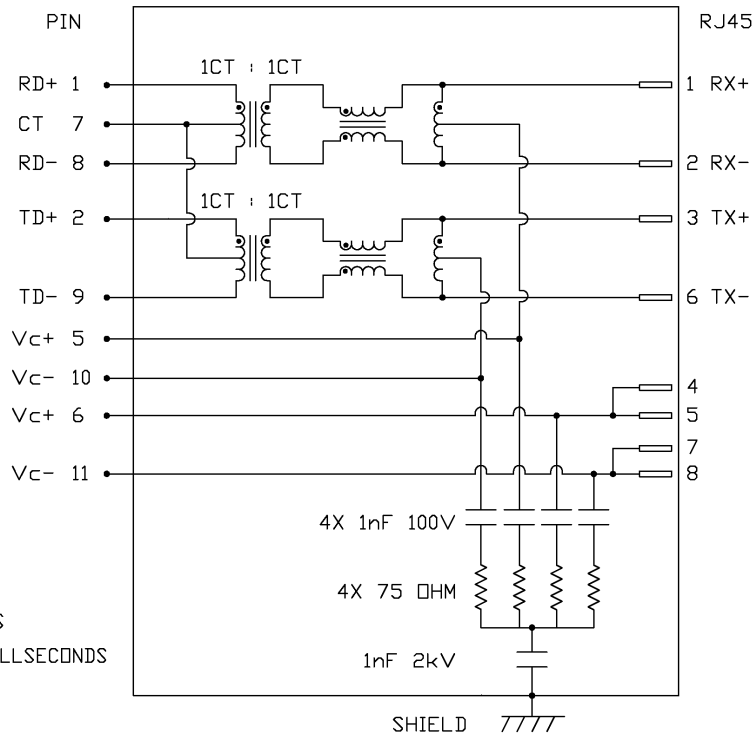 PIN RJ45
1CT : 1CT
RD+ 1 1 RX+
CT 7
RD- 8 2 RX-
1CT : 1CT
TD+ 2 3 TX+
TD- 9 6 TX-
Vc+ 5
Vc- 10
4
Vc+ 6 5
7
Vc- 11 8
4X 1nF 100V
4X 75 OHM
S
LLSECONDS
1nF 2kV
SHIELD